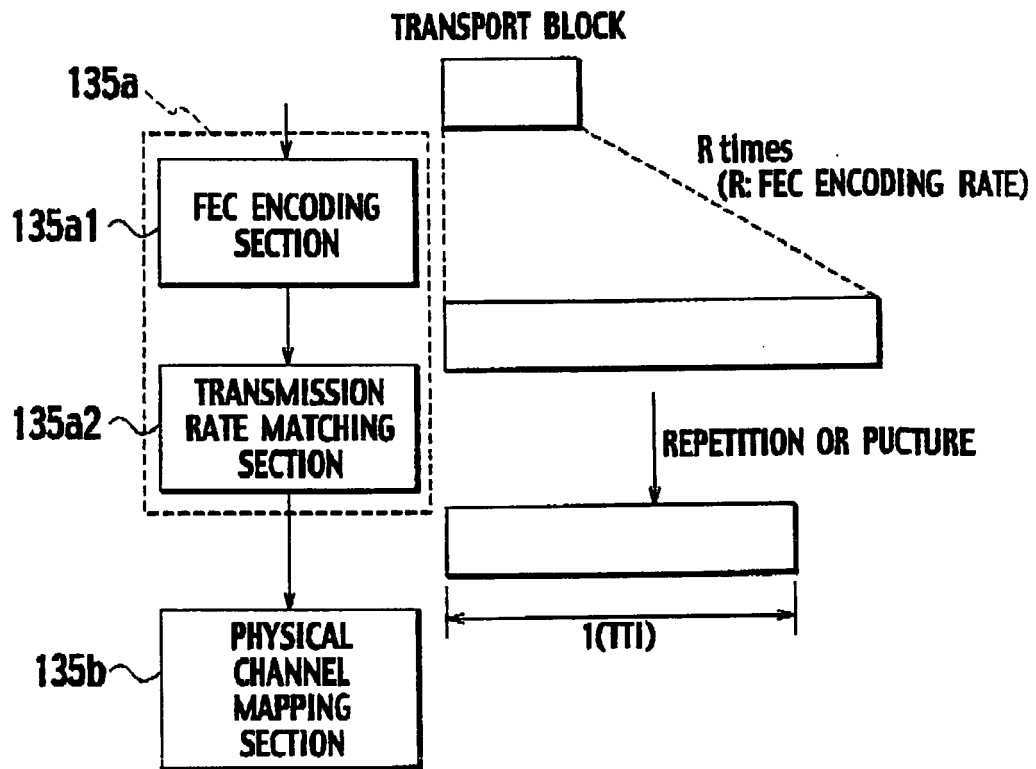 TRANSPORT BLOCK
135a
R times
(R: FEC ENCODING RATE)
135a1
FEC ENCODING
SECTION
135a2
TRANSMISSION
RATE MATCHING
SECTION
REPETITION OR PUCTURE
1(TTI)
135b
PHYSICAL
CHANNEL
MAPPING
SECTION